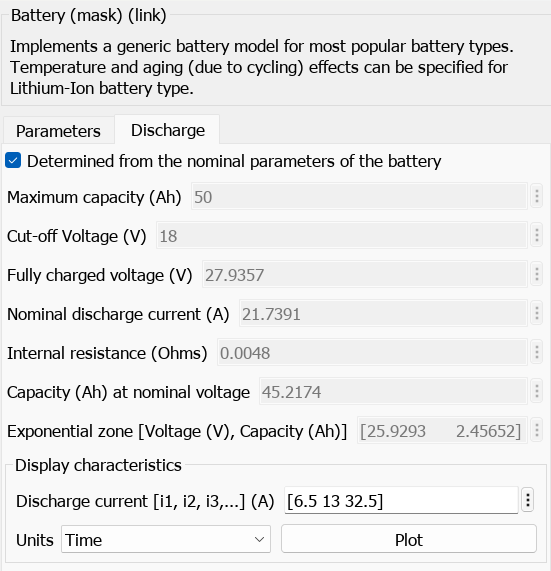 Battery (mask) (link)
Implements a generic battery model for most popular battery types.
Temperature and aging (due to cycling) effects can be specified for
Lithium-Ion battery type.
Parameters Discharge
Determined from the nominal parameters of the battery
Maximum capacity (Ah) 50
Cut-off Voltage (V) 18
Fully charged voltage (V) 27.9357
Nominal discharge current (A) 21.7391
Internal resistance (Ohms) 0.0048
Capacity (Ah) at nominal voltage 45.2174
Exponential zone [Voltage (V), Capacity (Ah)] [25.9293 2.45652]
Display characteristics
Discharge current [i1, i2, i3,...] (A) [6.5 13 32.5]
Units Time Plot